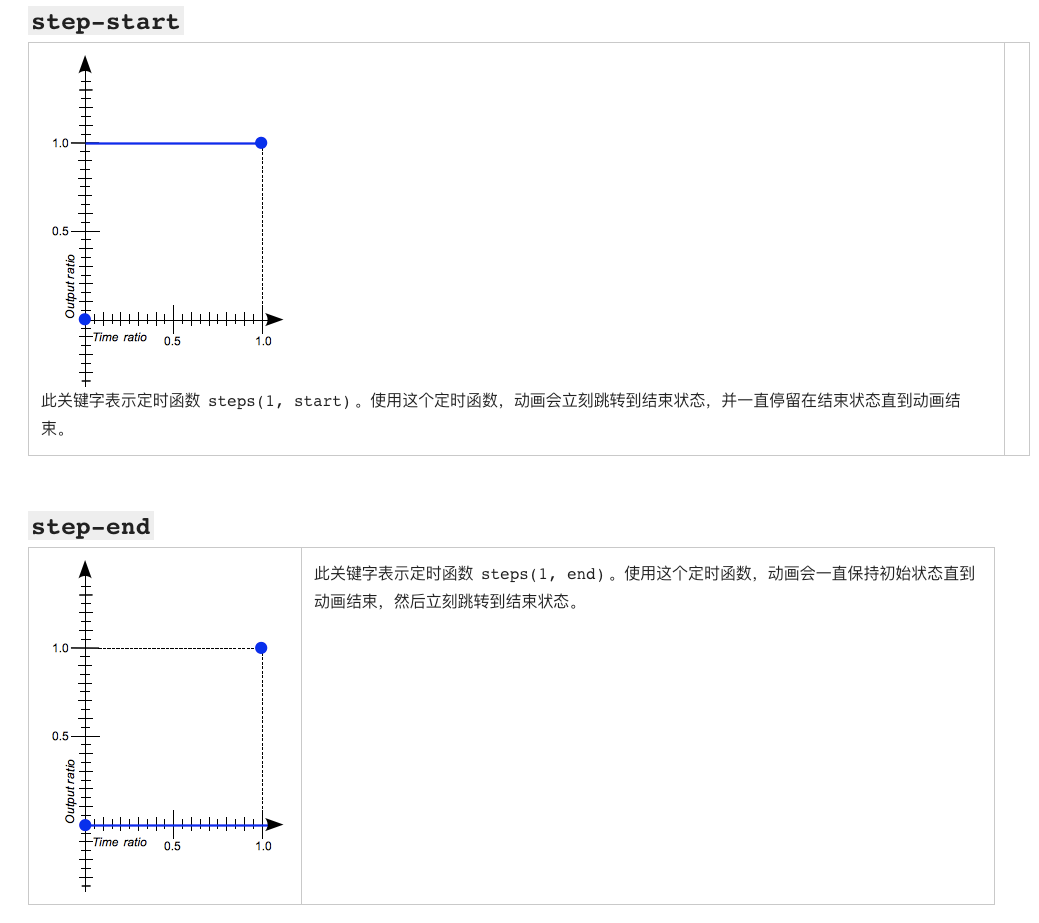 step-start
1.0
0.5
Output ratio
Time ratio
0.5
1.0
此关键字表示定时函数 steps(1, start)。使用这个定时函数，动画会立刻跳转到结束状态，并一直停留在结束状态直到动画结
束。
step-end
1.0
0.5
Output ratio
Time ratio
0.5
1.0
此关键字表示定时函数 steps(1, end)。使用这个定时函数，动画会一直保持初始状态直到
动画结束，然后立刻跳转到结束状态。